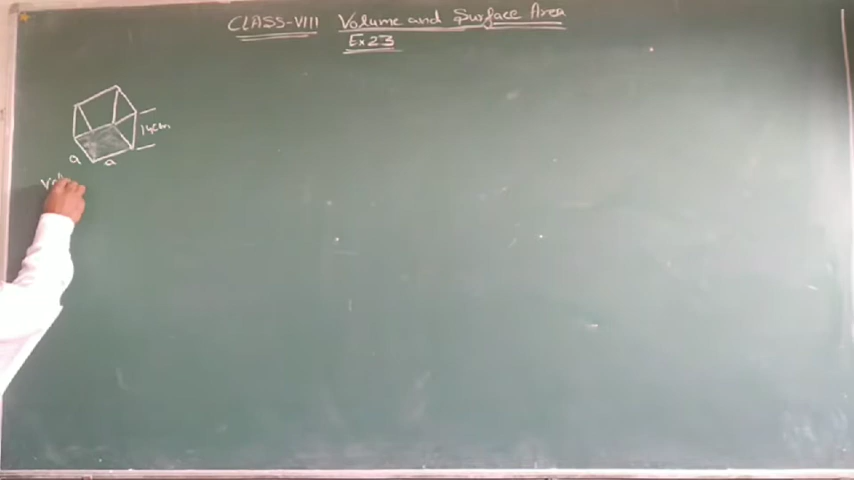 CLASS-VIII Volume and Surface Area
Ex 23
14cm
a
a